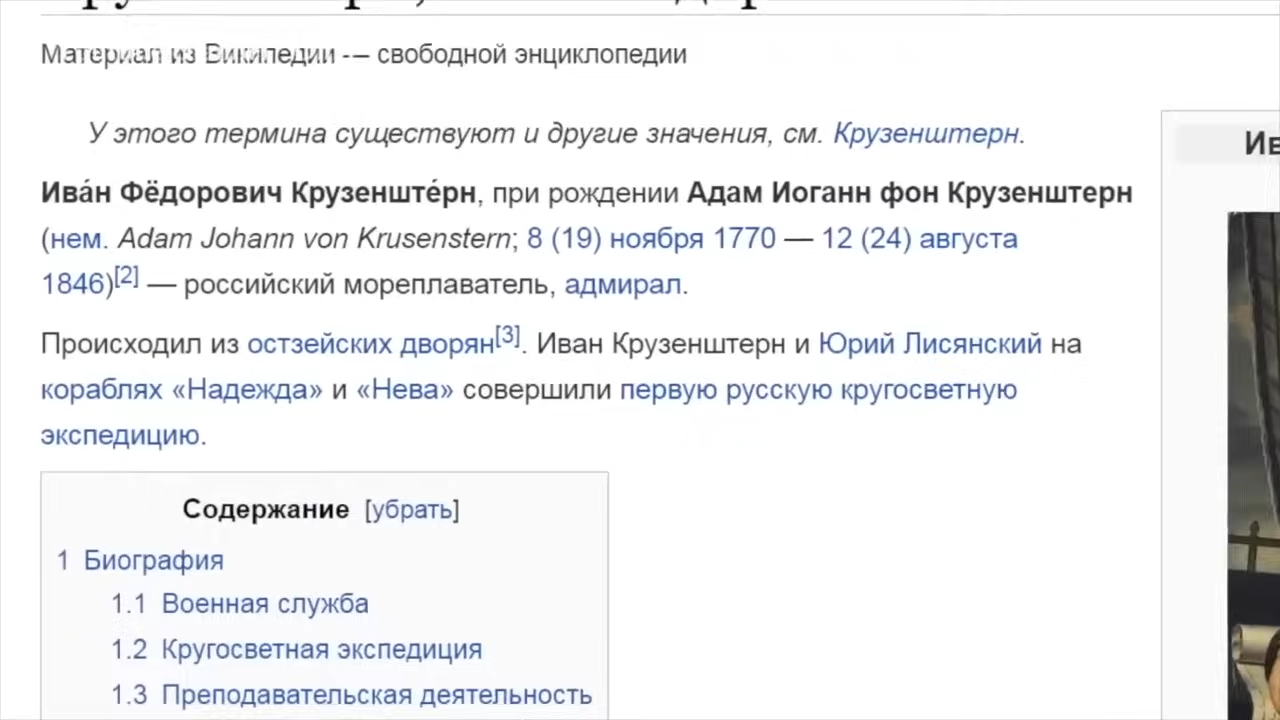 Материал из Википедии -– свободной энциклопедии
У этого термина существуют и другие значения, см. Крузенштерн.
Ива́н Фёдорович Крузенште́рн, при рождении Адам Иоганн фон Крузенштерн
(нем. Adam Johann von Krusenstern; 8 (19) ноября 1770 — 12 (24) августа
1846)[2] — российский мореплаватель, адмирал.
Происходил из остзейских дворян[3]. Иван Крузенштерн и Юрий Лисянский на
кораблях «Надежда» и «Нева» совершили первую русскую кругосветную
экспедицию.
Содержание [убрать]
1 Биография
1.1 Военная служба
1.2 Кругосветная экспедиция
1.3 Преподавательская деятельность